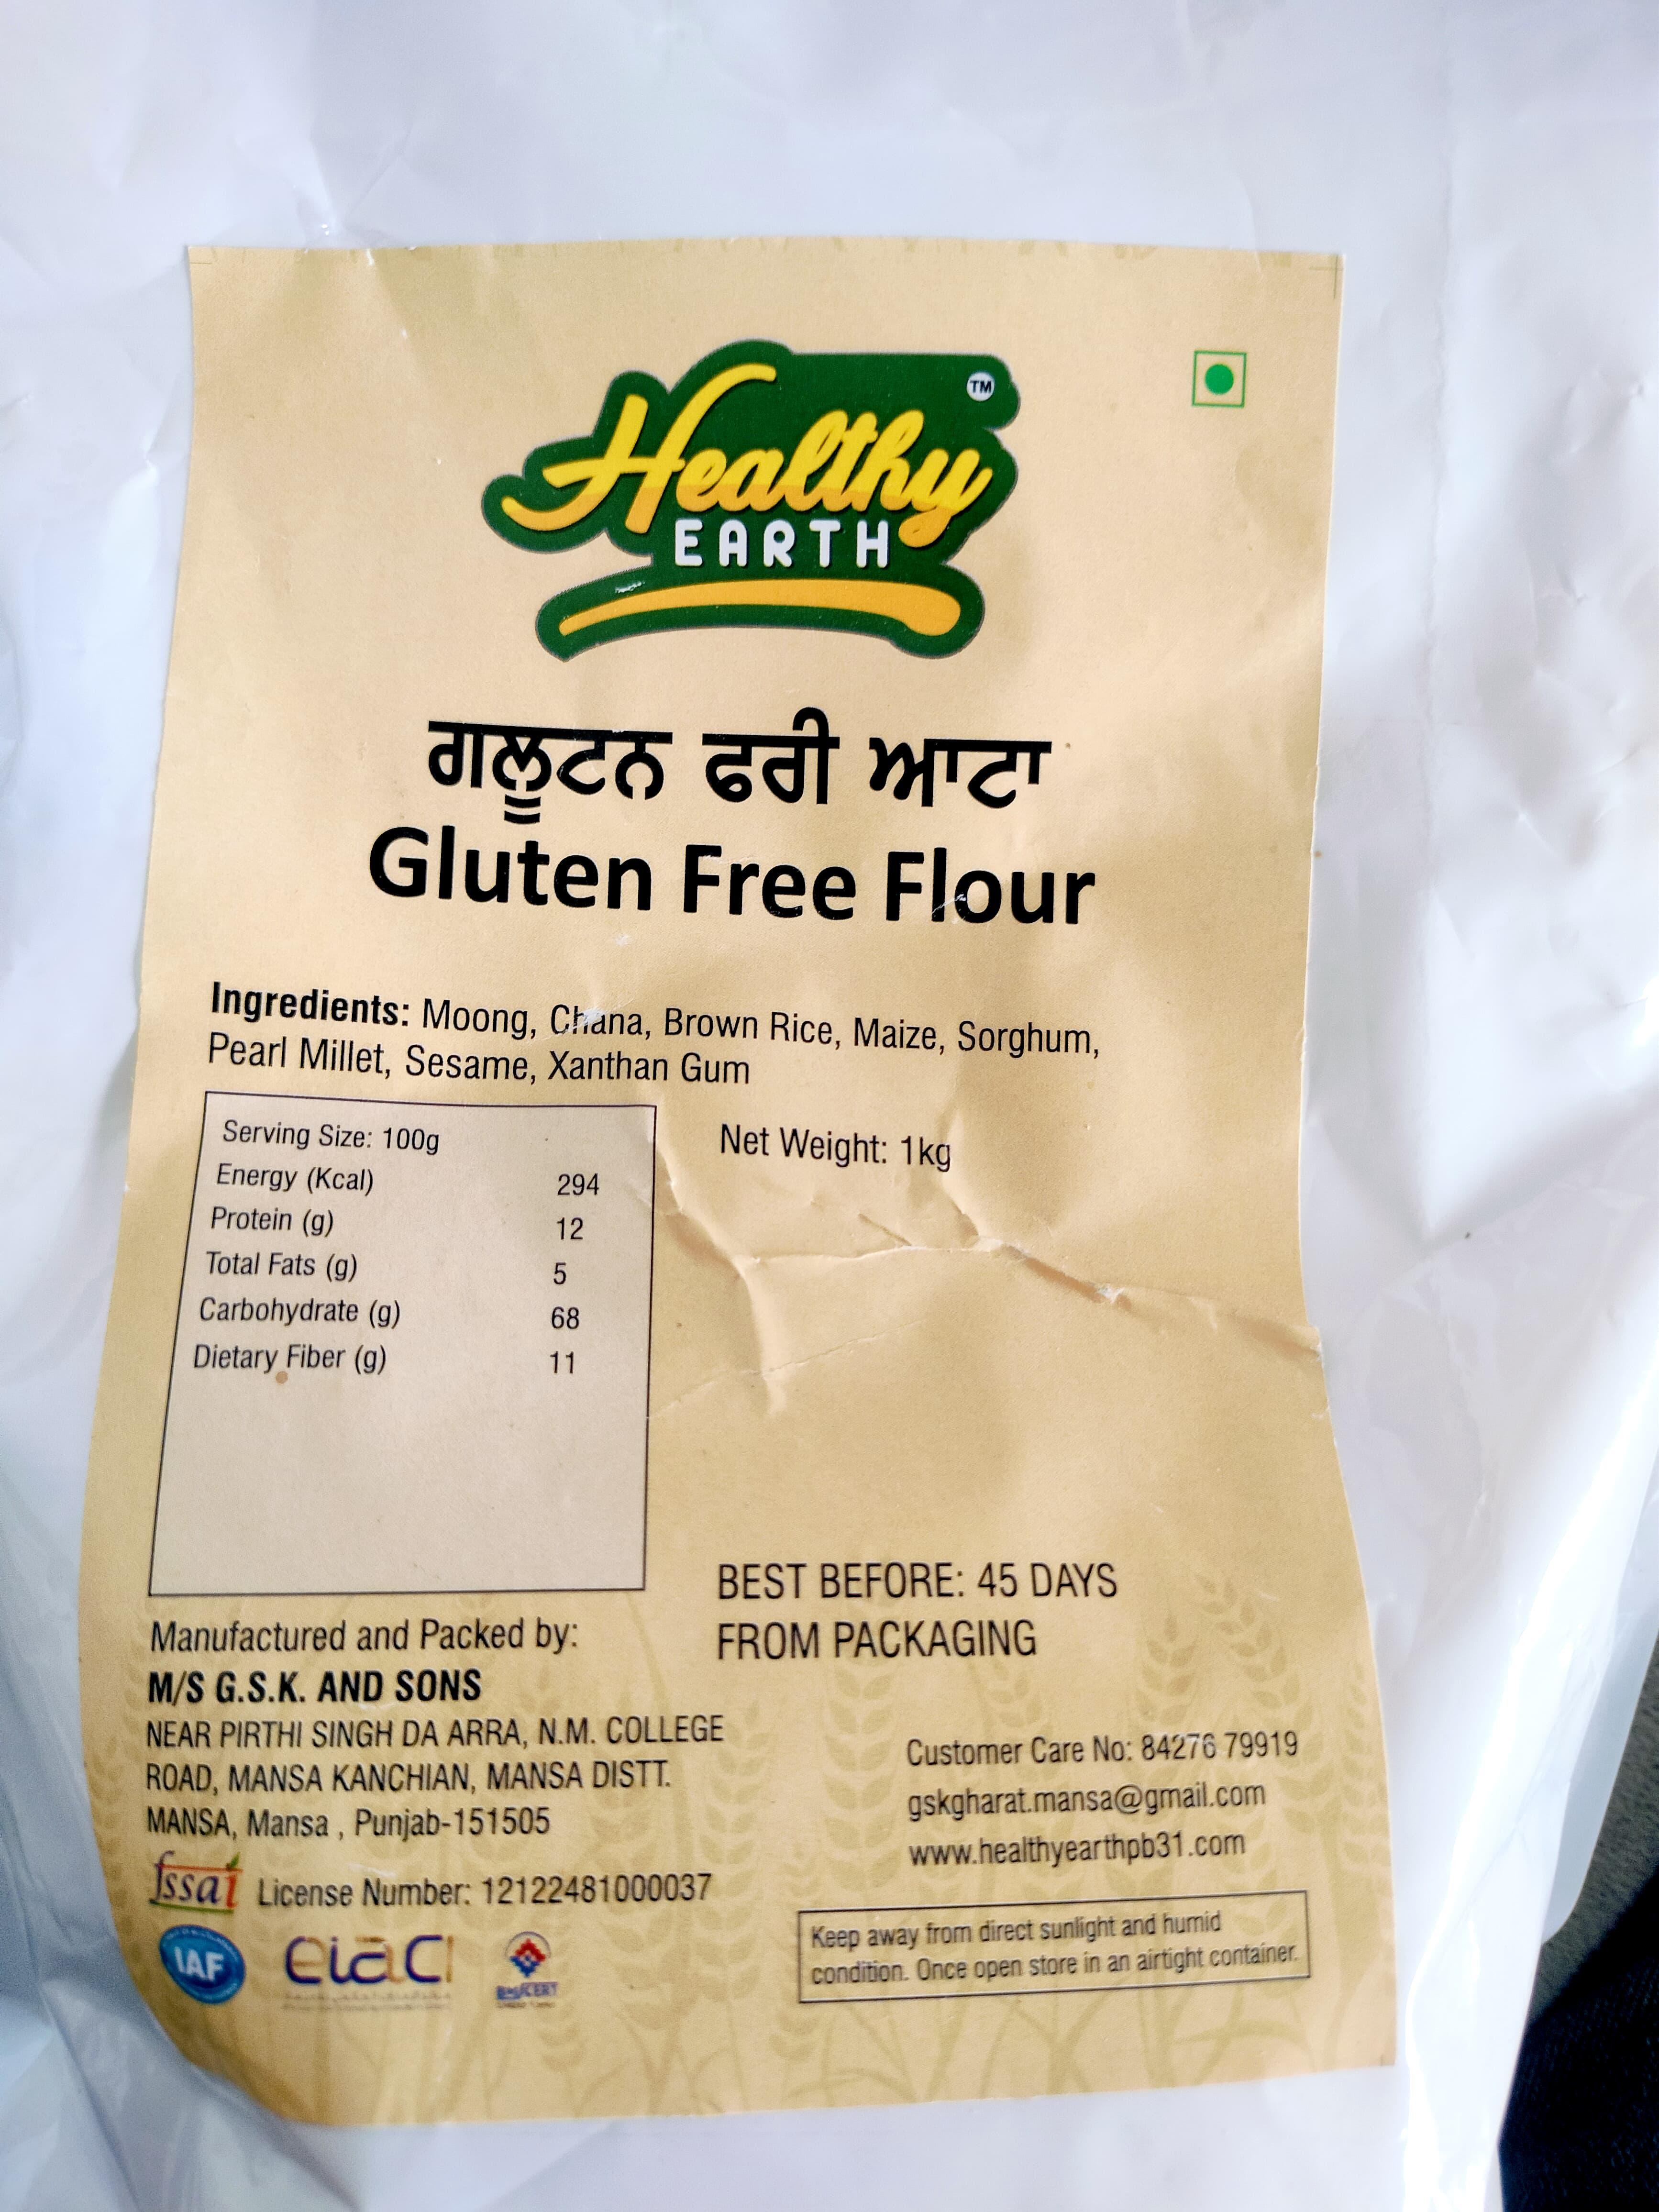 Healthy
TM
EARTH
ਗਲੂਟਨ ਫਰੀ ਆਟਾ
Gluten Free Flour
Ingredients: Moong, Chana, Brown Rice, Maize, Sorghum,
Pearl Millet, Sesame, Xanthan Gum
Serving Size: 100g
Energy (Kcal) 294
Protein (g) 12
Total Fats (g) 5
Carbohydrate (g) 68
Dietary Fiber (g) 11
Net Weight: 1kg
BEST BEFORE: 45 DAYS
FROM PACKAGING
Manufactured and Packed by:
M/S G.S.K. AND SONS
NEAR PIRTHI SINGH DA ARRA, N.M. COLLEGE
ROAD, MANSA KANCHIAN, MANSA DISTT.
MANSA, Mansa , Punjab-151505
fssai License Number: 12122481000037
IAF
eiac
Customer Care No: 84276 79919
gskgharat.mansa@gmail.com
www.healthyearthpb31.com
Keep away from direct sunlight and humid
condition. Once open store in an airtight container.